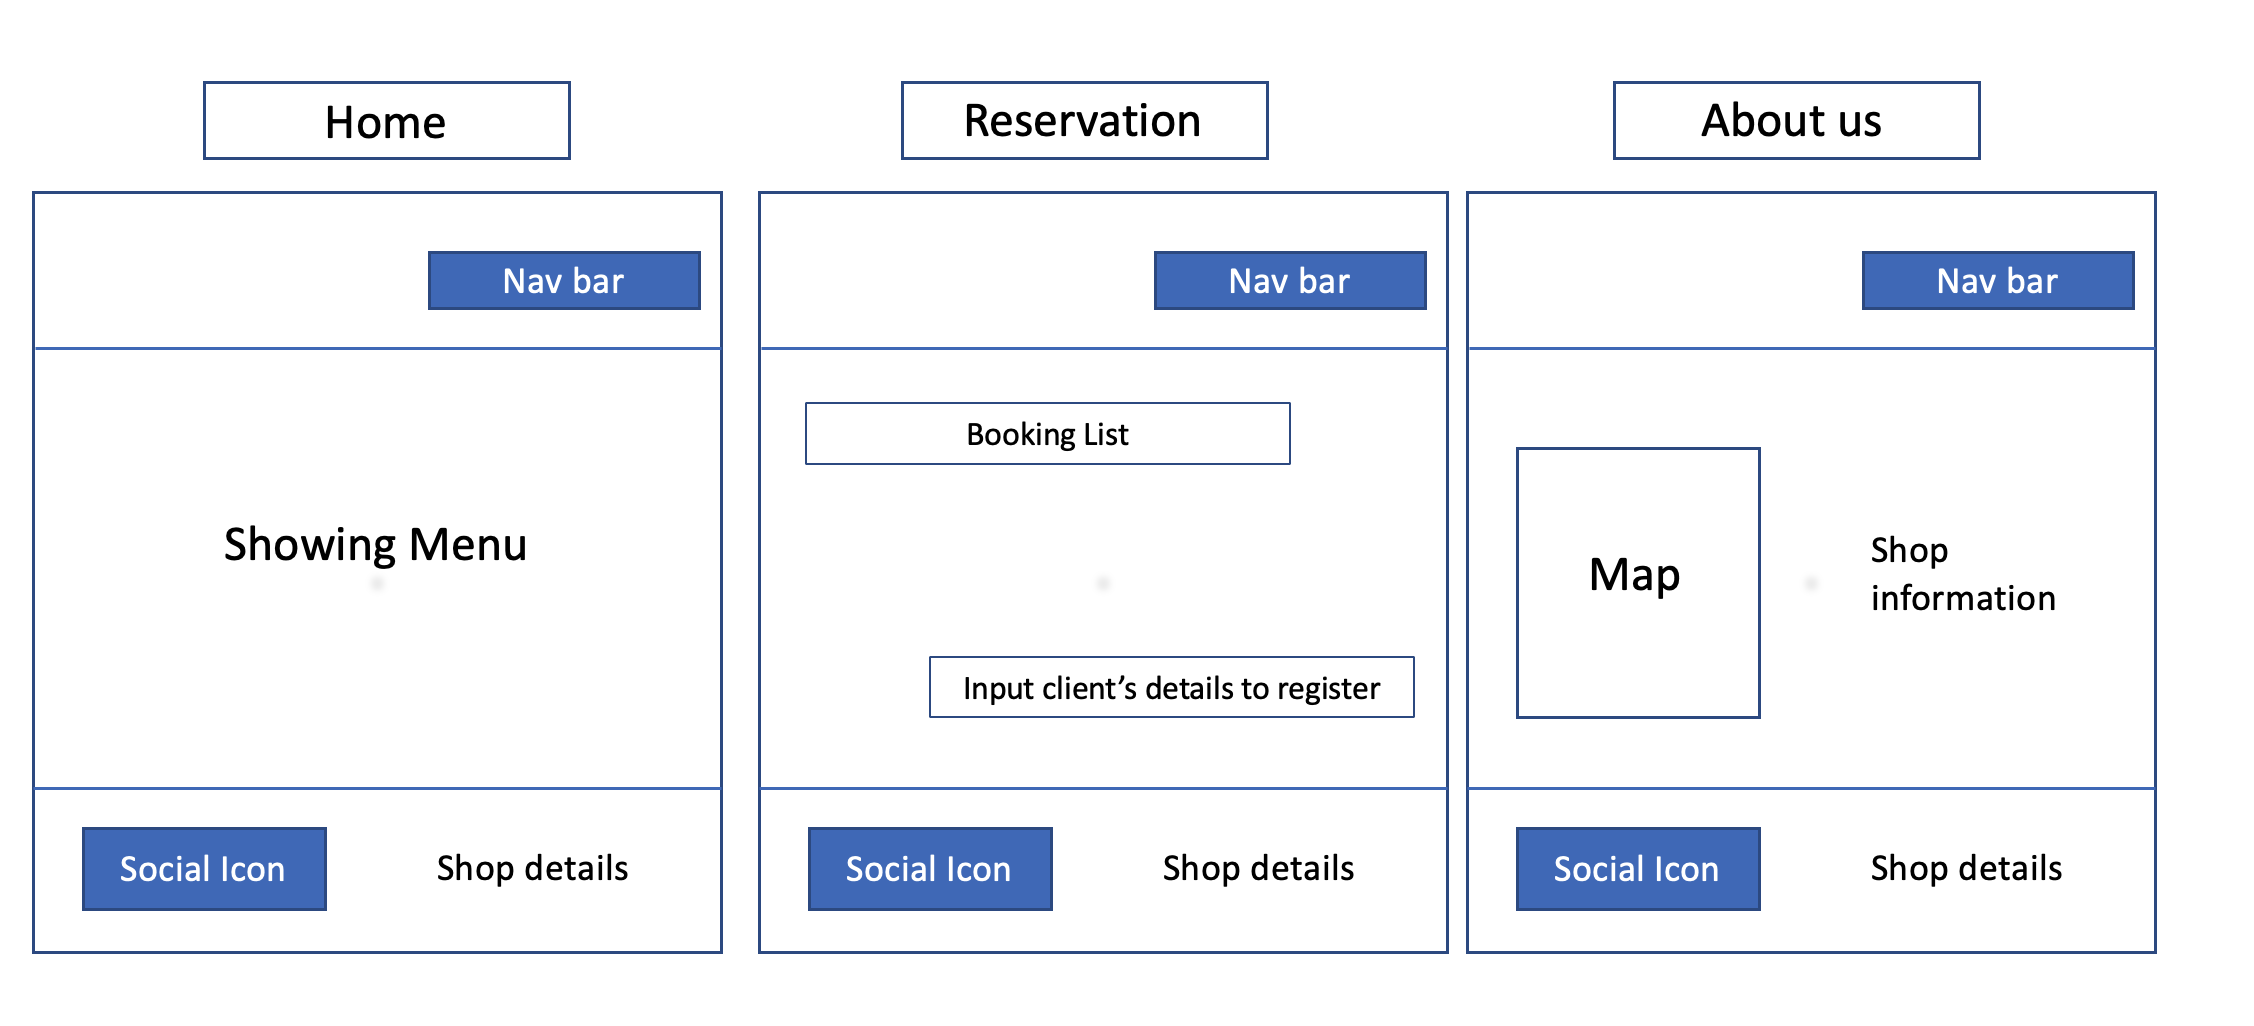 Home
Reservation
About us
Nav bar
Nav bar
Nav bar
Showing Menu
Booking List
Input client’s details to register
Map
Shop
information
Social Icon
Shop details
Social Icon
Shop details
Social Icon
Shop details